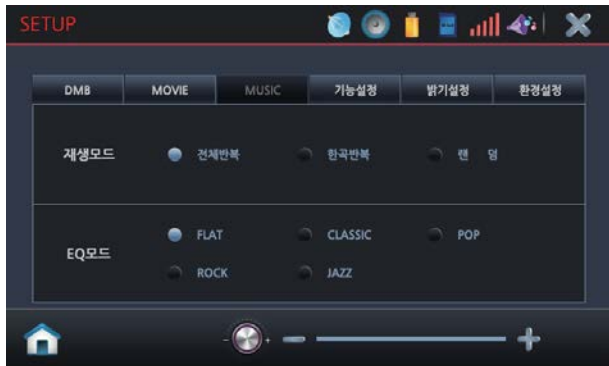 SETUP
DMB MOVIE MUSIC 기능설정 밝기설정 환경설정
재생모드 전체반복 한곡반복 랜 덤
EQ모드
FLAT CLASSIC POP
ROCK JAZZ
- +